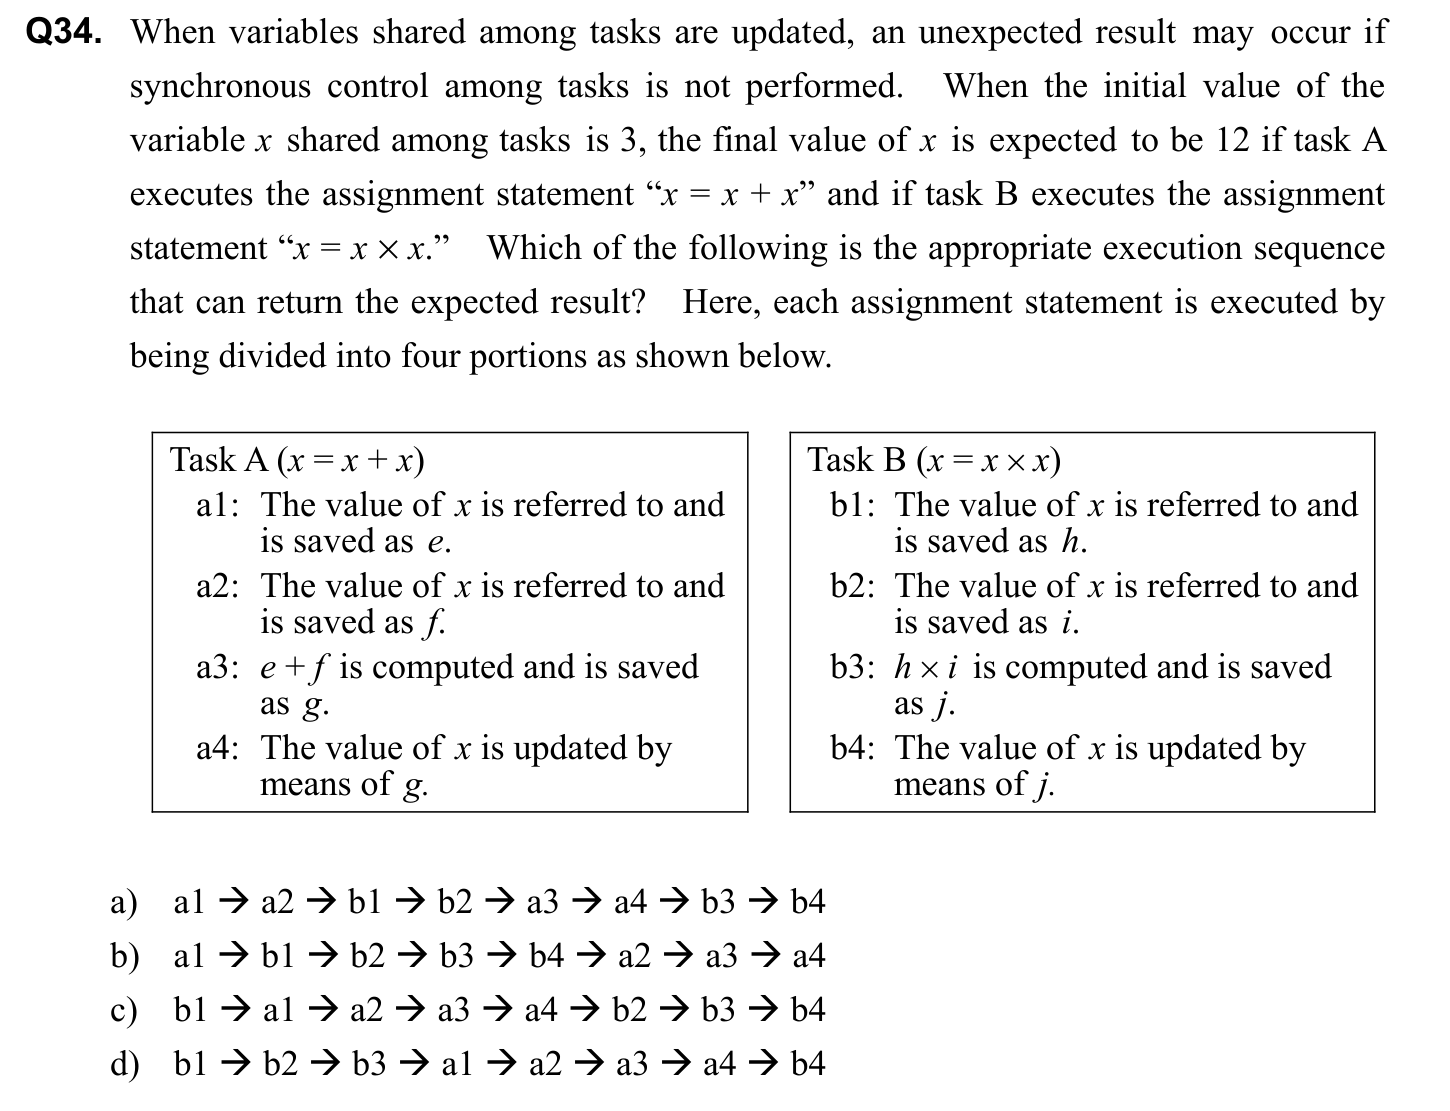 Q34. When variables shared among tasks are updated, an unexpected result may occur if
synchronous control among tasks is not performed. When the initial value of the
variable x shared among tasks is 3, the final value of x is expected to be 12 if task A
executes the assignment statement “x = x + x” and if task B executes the assignment
statement “x = x × x.” Which of the following is the appropriate execution sequence
that can return the expected result? Here, each assignment statement is executed by
being divided into four portions as shown below.
Task A (x = x + x)
a1: The value of x is referred to and
is saved as e.
a2: The value of x is referred to and
is saved as f.
a3: e + f is computed and is saved
as g.
a4: The value of x is updated by
means of g.
Task B (x = x × x)
b1: The value of x is referred to and
is saved as h.
b2: The value of x is referred to and
is saved as i.
b3: h × i is computed and is saved
as j.
b4: The value of x is updated by
means of j.
a) a1 → a2 → b1 → b2 → a3 → a4 → b3 → b4
b) a1 → b1 → b2 → b3 → b4 → a2 → a3 → a4
c) b1 → a1 → a2 → a3 → a4 → b2 → b3 → b4
d) b1 → b2 → b3 → a1 → a2 → a3 → a4 → b4